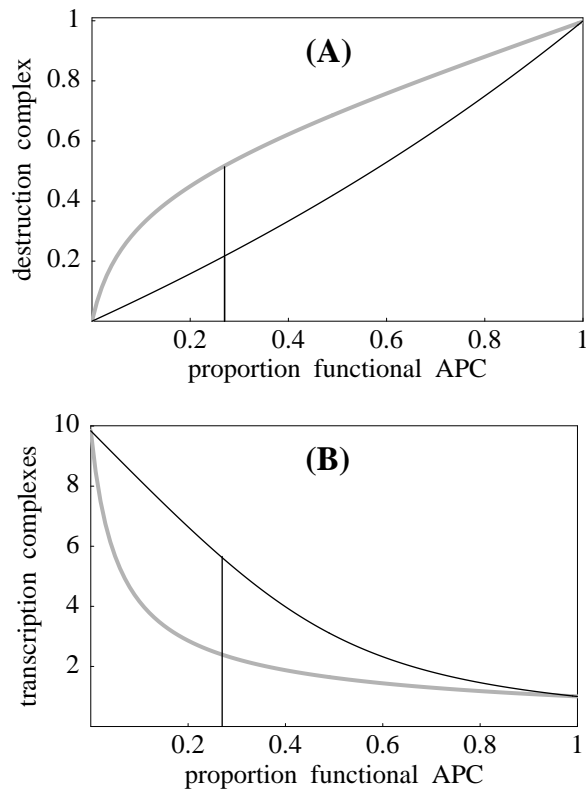 (A)
1
0.8
0.6
0.4
0.2
destruction complex
0.2 0.4 0.6 0.8 1
proportion functional APC
(B)
10
8
6
4
2
transcription complexes
0.2 0.4 0.6 0.8 1
proportion functional APC